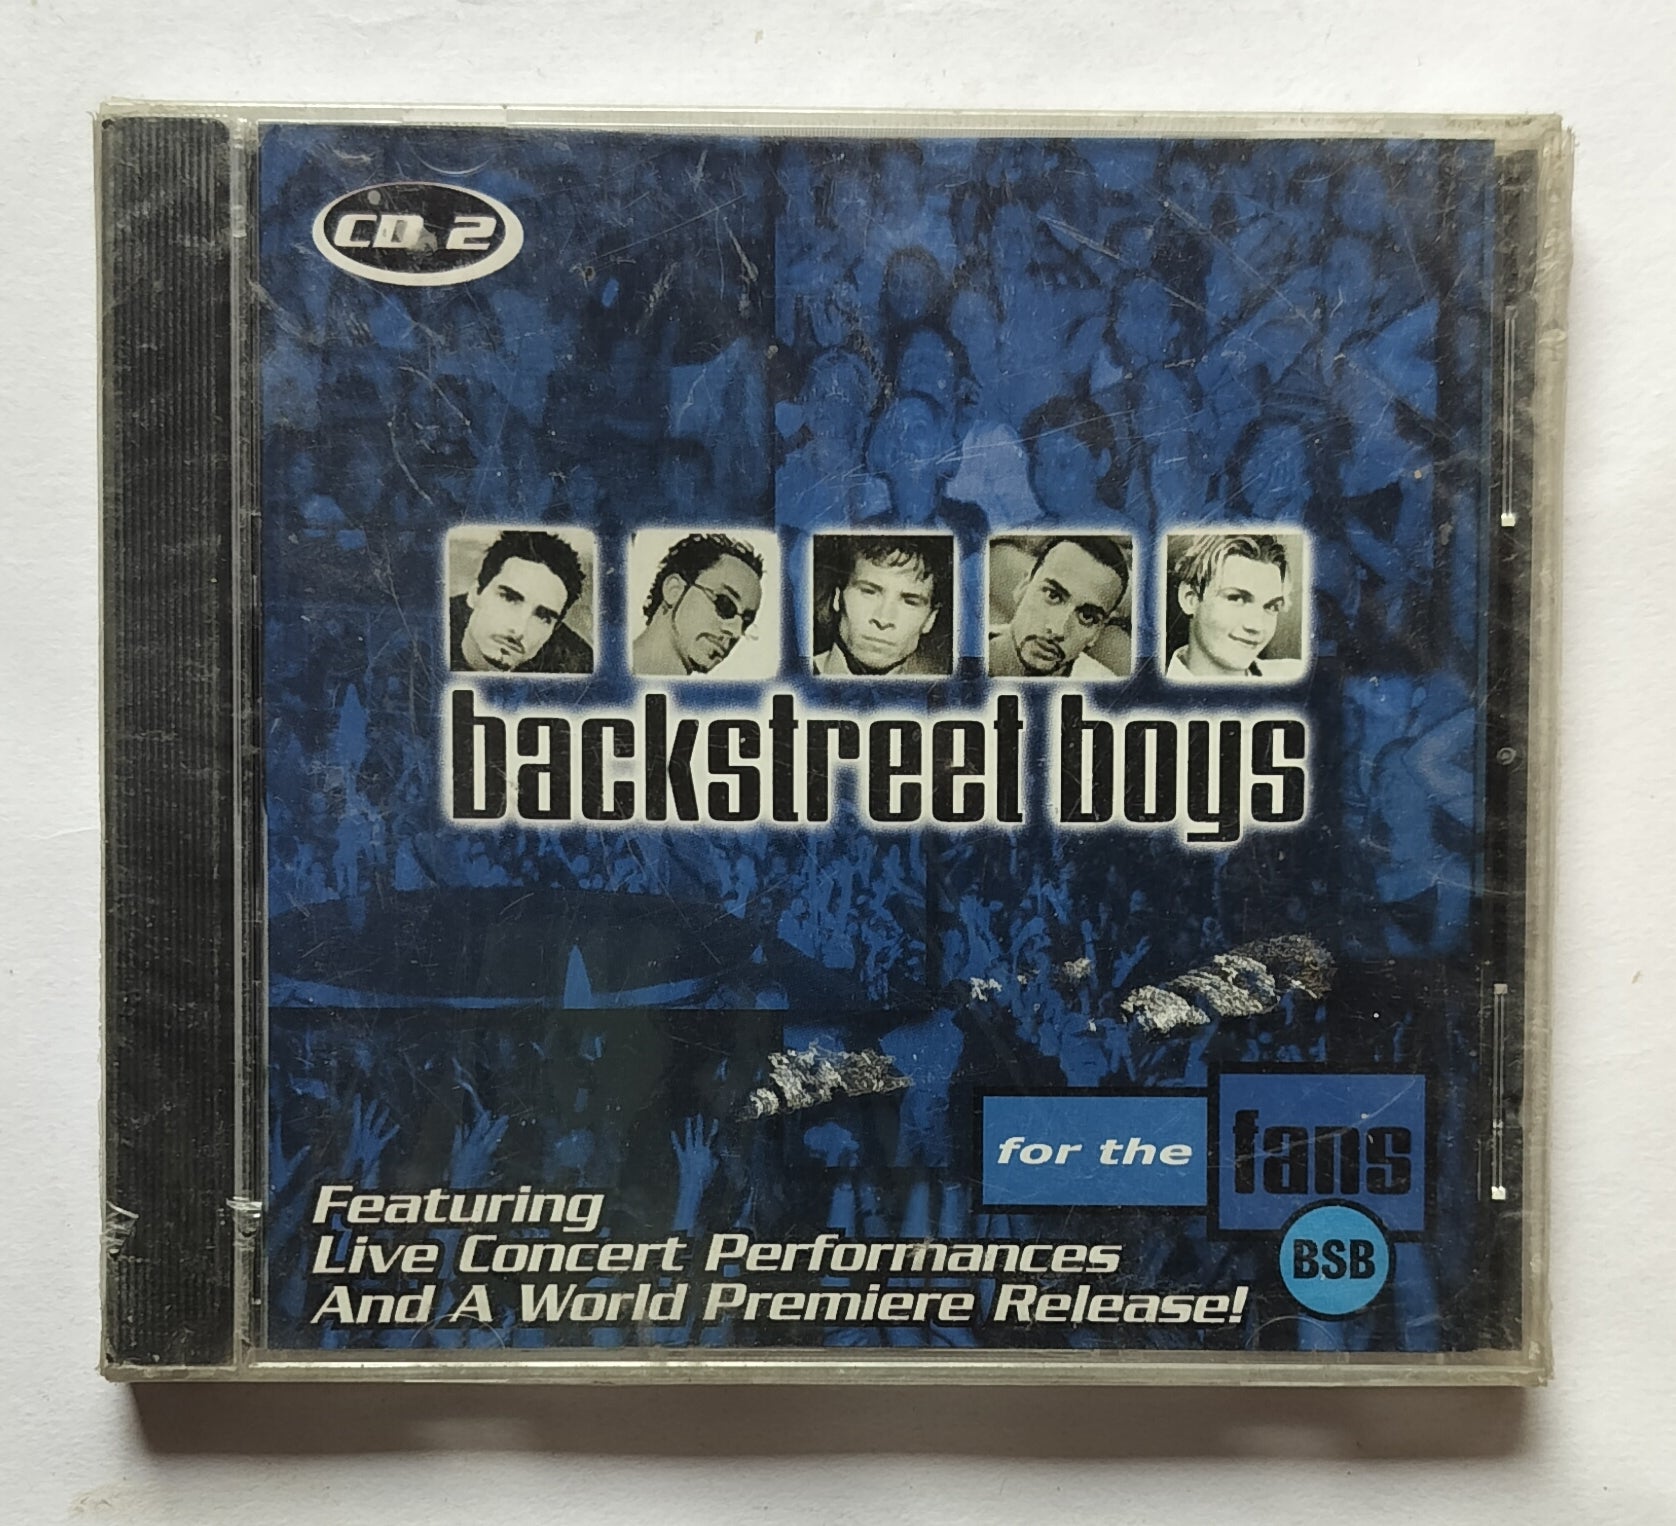 CD 2
backstreet boys
for the
fans
BSB
Featuring
Live Concert Performances
And A World Premiere Release!